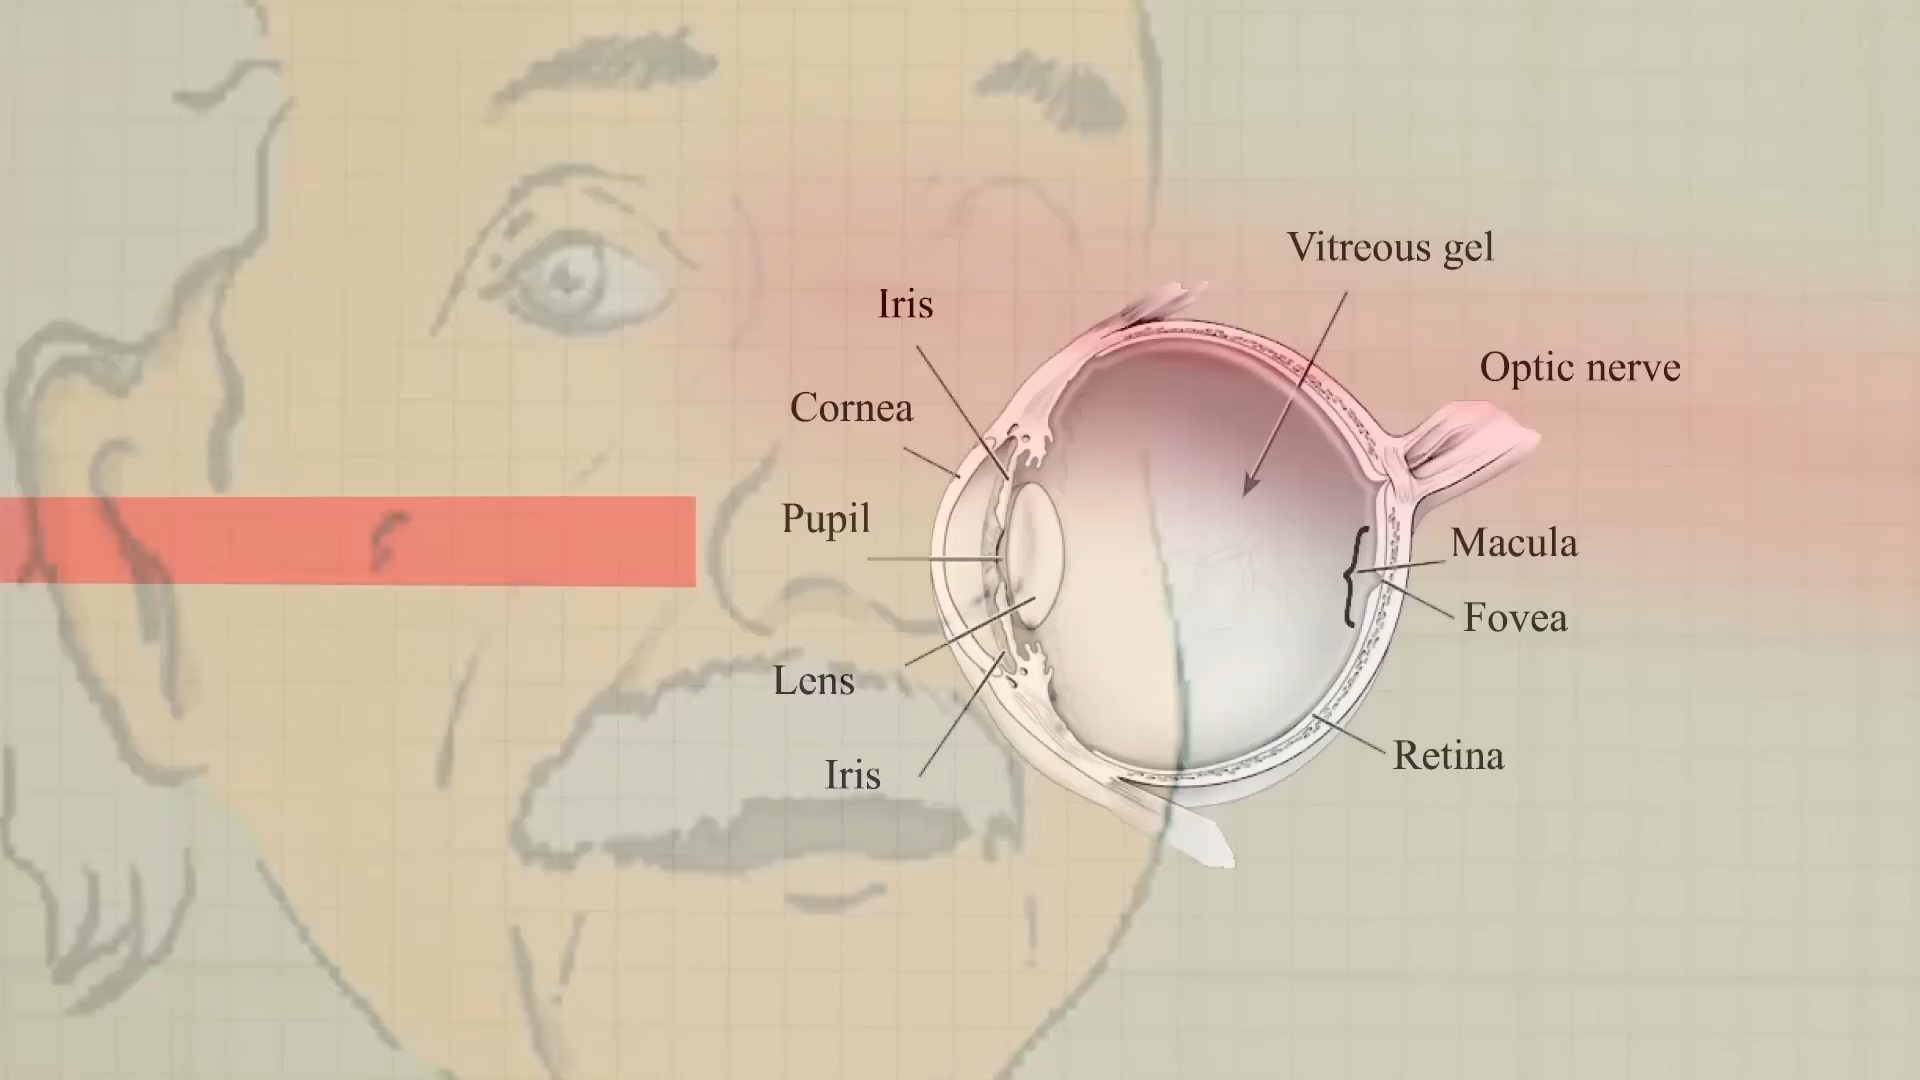 Vitreous gel
Iris
Optic nerve
Cornea
Pupil
Macula
Fovea
Lens
Retina
Iris